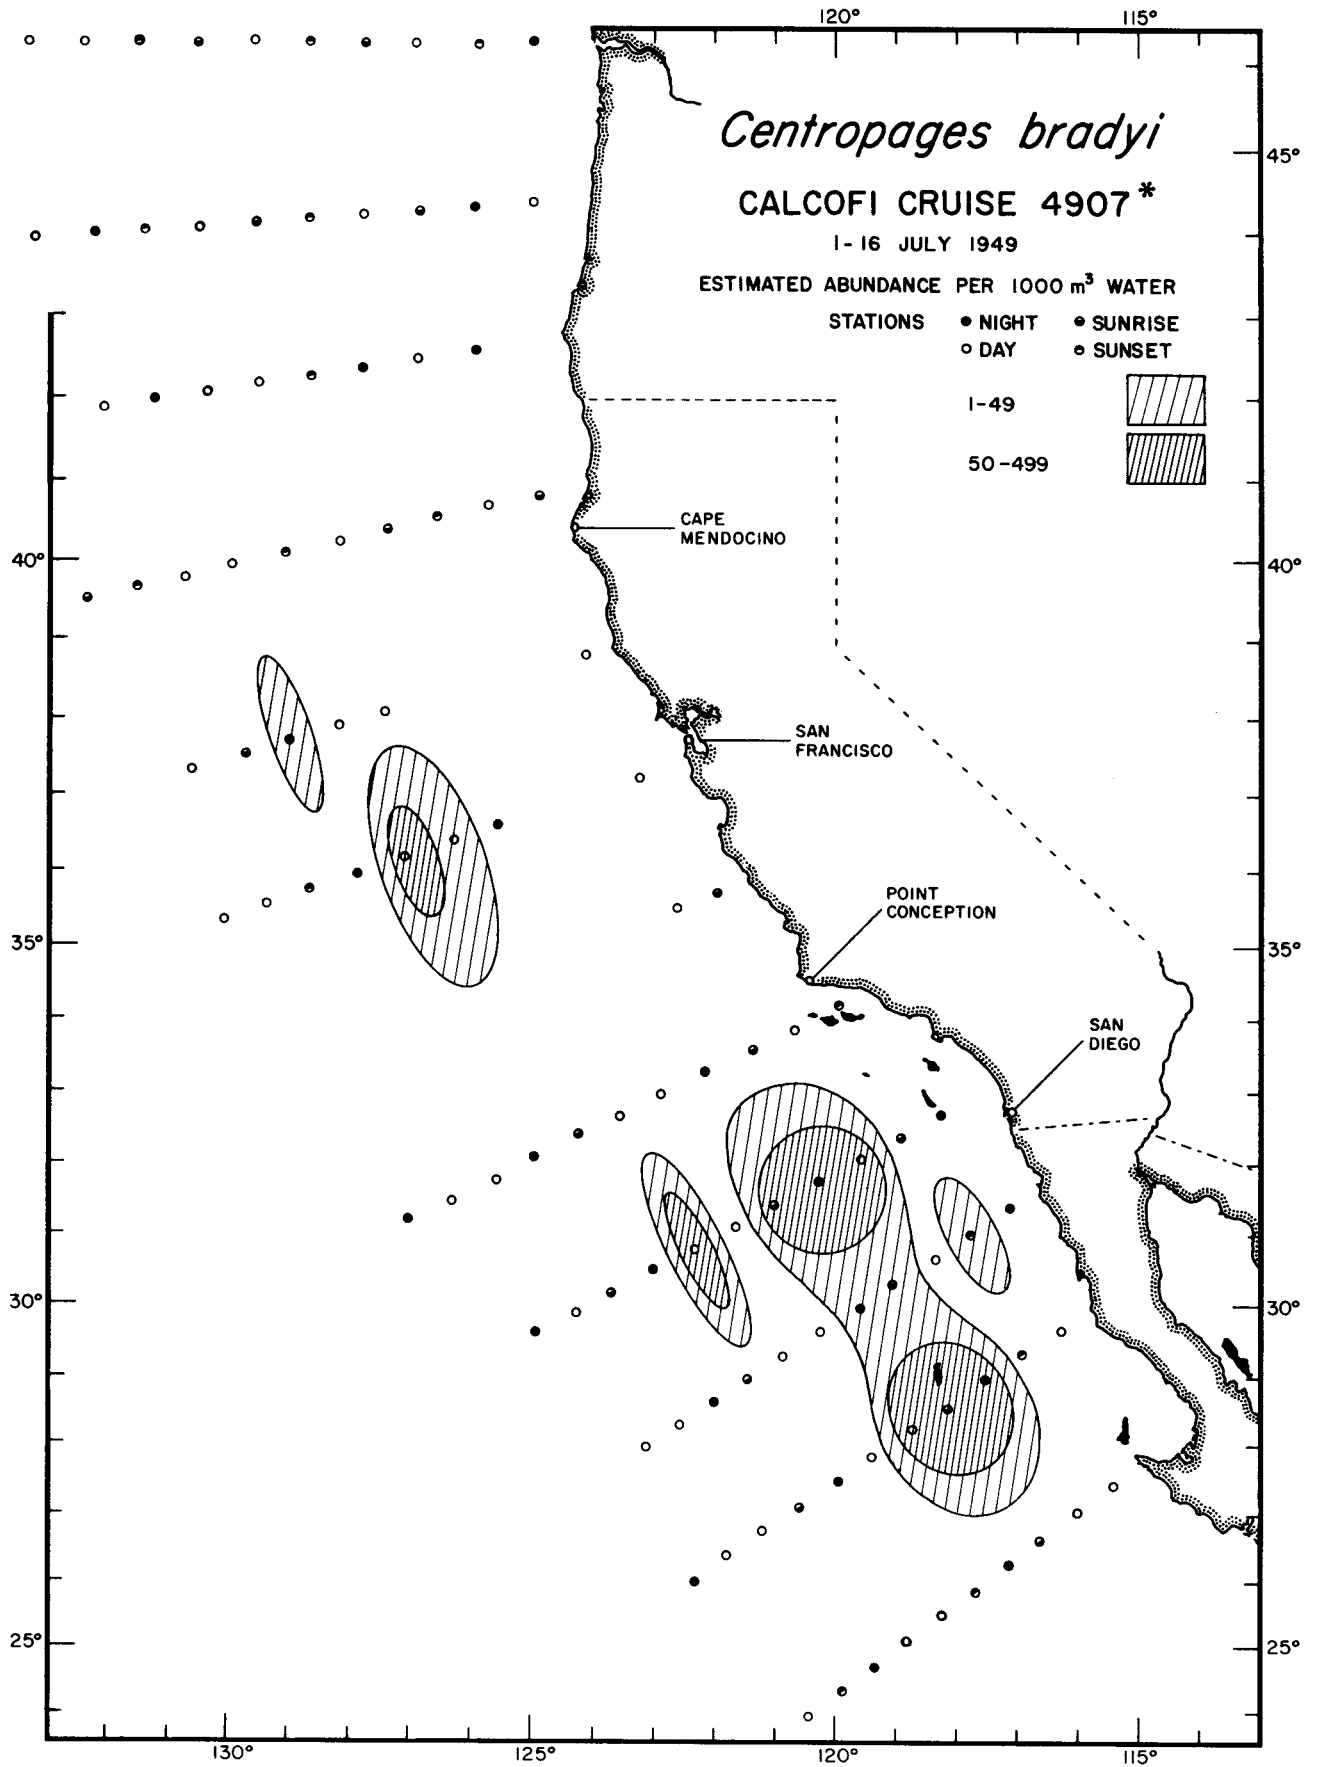 120° 115°
Centropages bradyi
45°
CALCOFI CRUISE 4907*
1-16 JULY 1949
ESTIMATED ABUNDANCE PER 1000 m³ WATER
STATIONS ● NIGHT SUNRISE
○ DAY SUNSET
1-49
50-499
CAPE
MENDOCINO
40° 40°
SAN
FRANCISCO
POINT
CONCEPTION
35° 35°
SAN
DIEGO
30° 30°
25° 25°
130° 125° 120° 115°